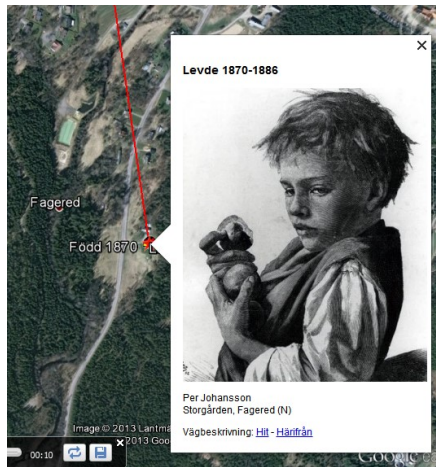 Levde 1870-1886
Fagered
Född 1870
Per Johansson
Storgården, Fagered (N)
Vägbeskrivning: Hit - Härifrån
Image © 2013 Lantma
2013 Goo
00:10
Google e